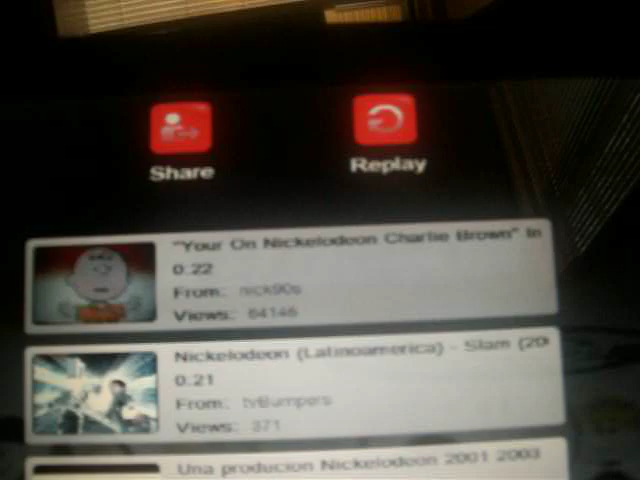 Share
Replay
"Your On Nickelodeon Charlie Brown" In
0:22
From: nick90s
Views: 64146
Nickelodeon (Latinoamerica) - Slam (20
0:21
From: tvBumpers
Views: 371
Una producion Nickelodeon 2001 2003